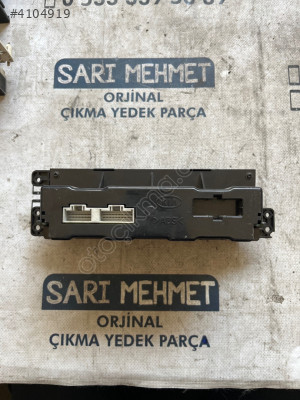 #4104919
SARI MEHMET
ORJİNAL
ÇIKMA YEDEK PARÇA
SARI MEHMET
ORJİNAL
ÇIKMA YEDEK PARÇA